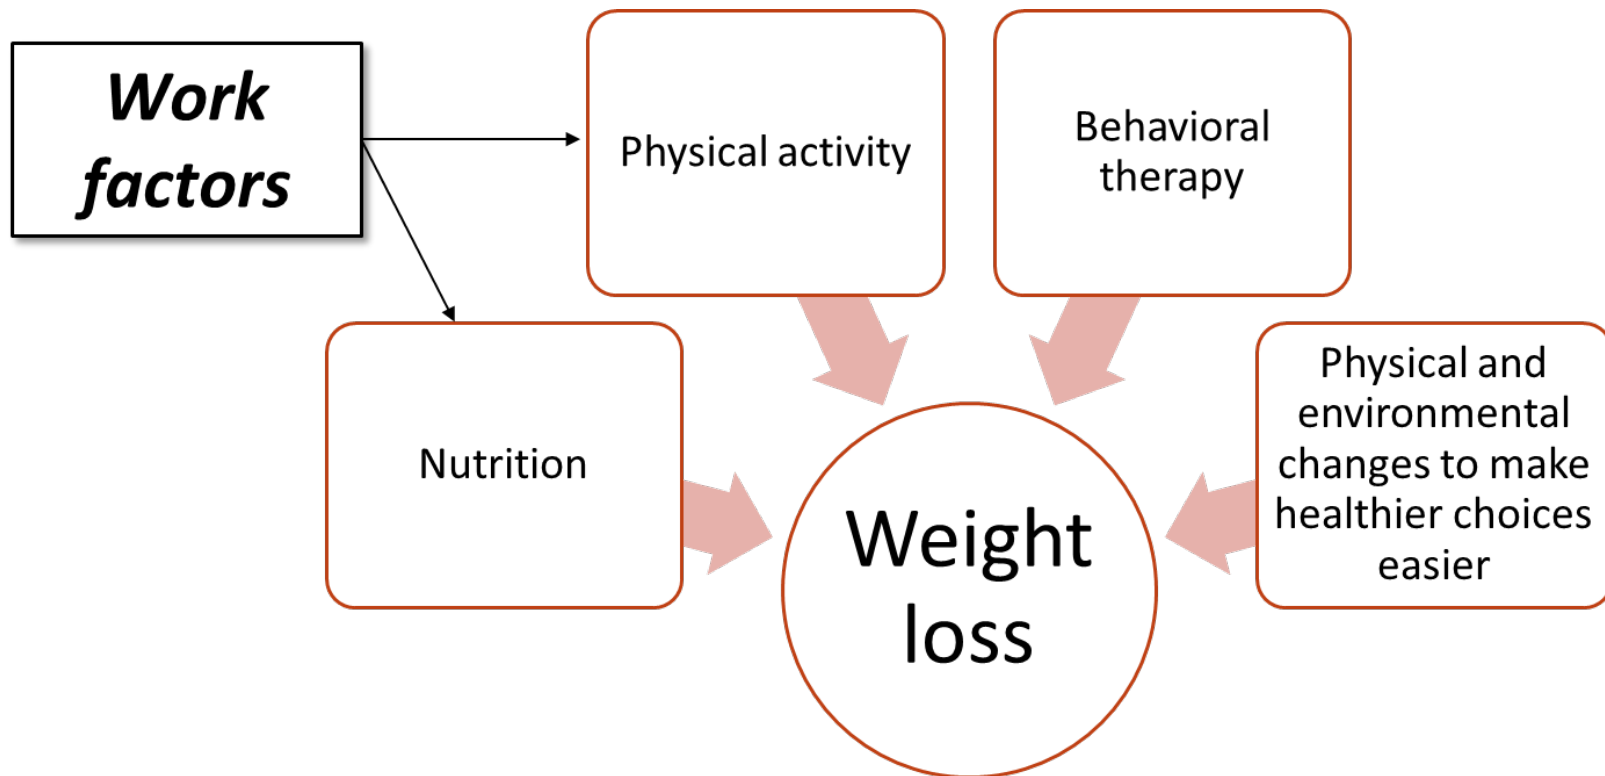 Work
factors
Physical activity
Behavioral
therapy
Nutrition
Physical and
environmental
changes to make
healthier choices
easier
Weight
loss